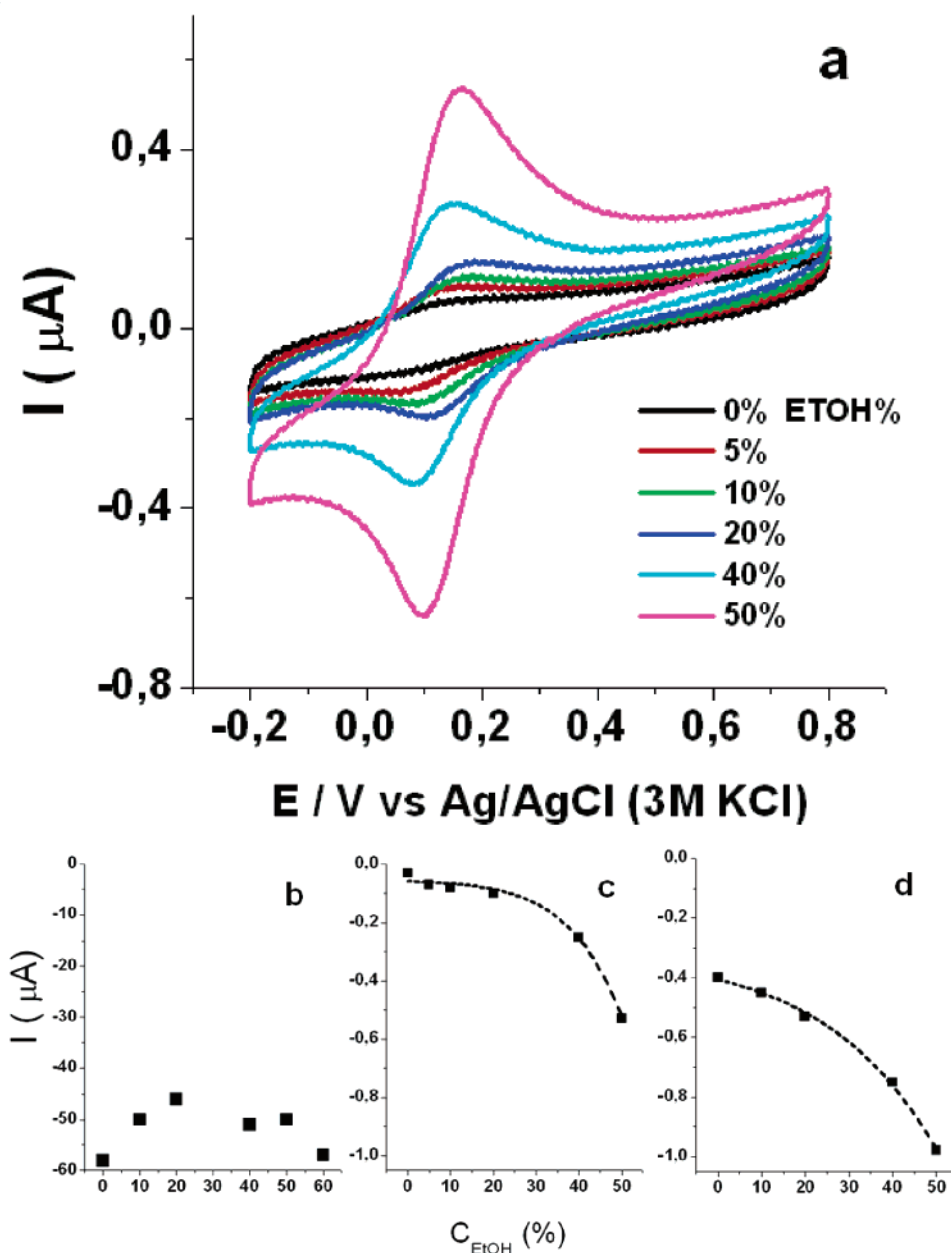 a
I ( μA)
0,4
0,0
-0,4
-0,8
-0,2 0,0 0,2 0,4 0,6 0,8
0% ETOH%
5%
10%
20%
40%
50%
E / V vs Ag/AgCl (3M KCl)
b
I ( μA)
0
-10
-20
-30
-40
-50
-60
0 10 20 30 40 50 60
c
0,0
-0,2
-0,4
-0,6
-0,8
-1.0
0 10 20 30 40 50
d
0,0
-0.2
-0.4
-0.6
-0.8
-1.0
0 10 20 30 40 50
C EtOH (%)